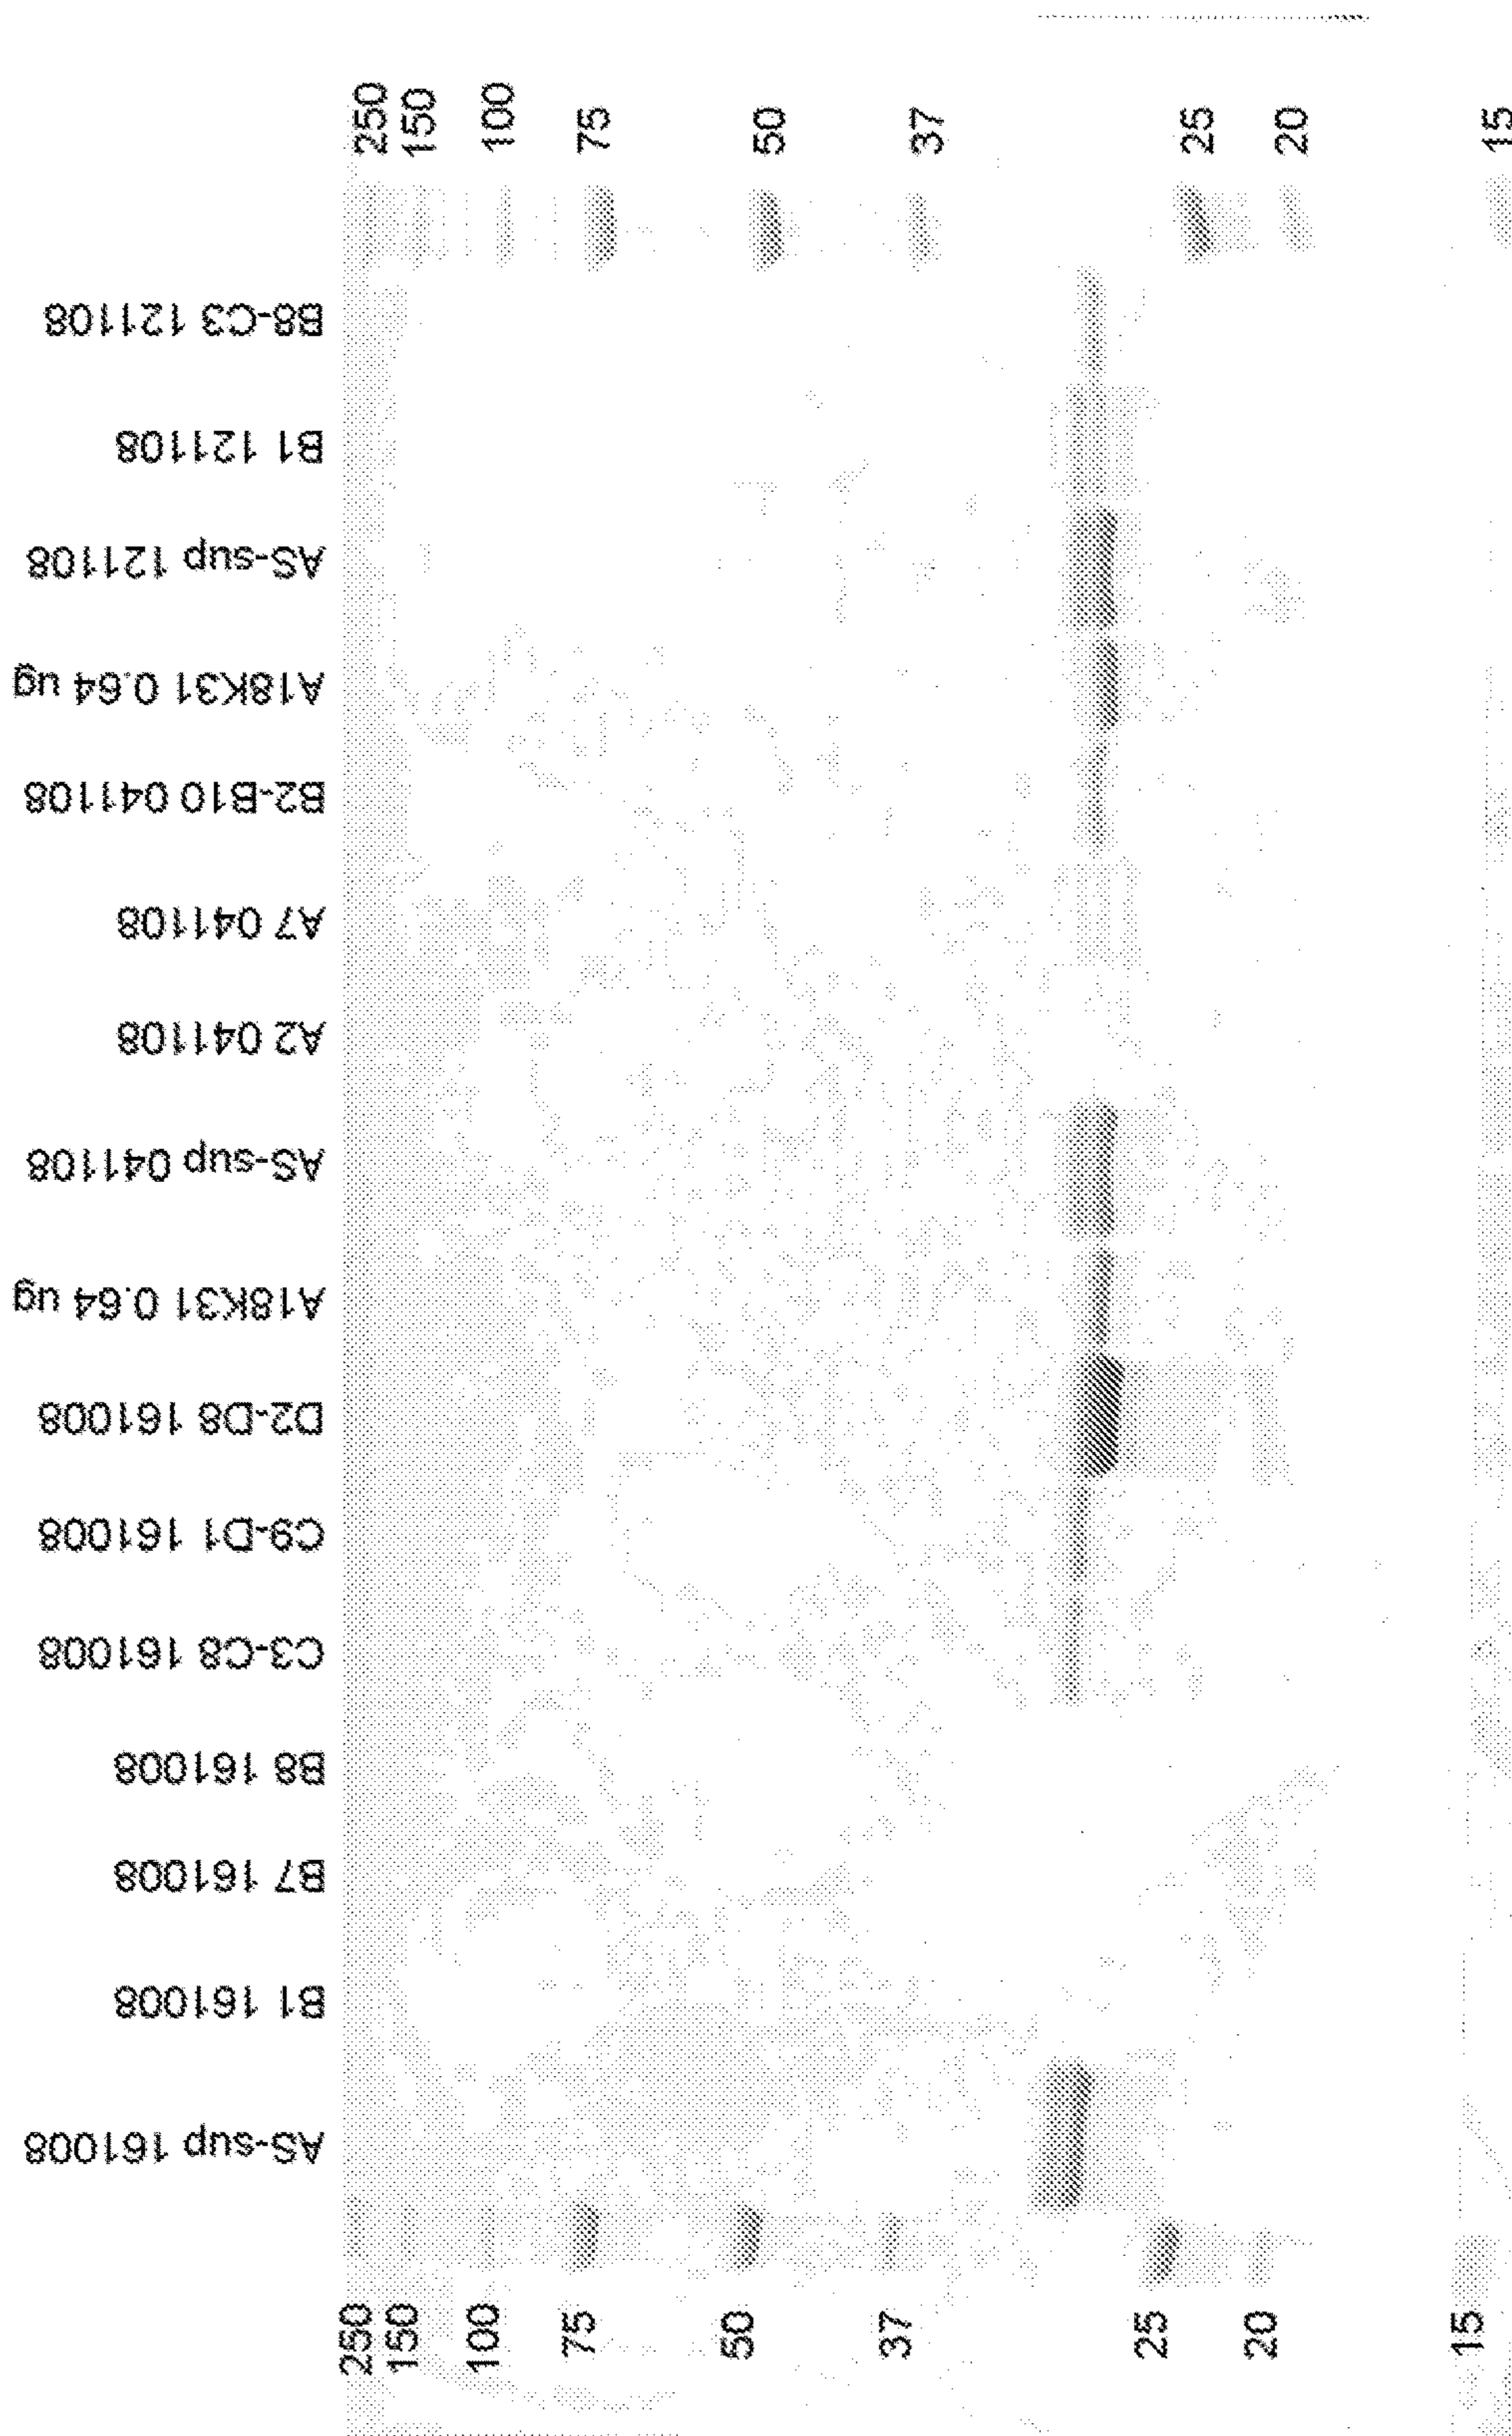 250
150
100
75
50
37
25
20
15
B8-C3 121108
B1 121108
AS-sup 121108
A18K31 0.64 ug
B2-B10 041108
A7 041108
A2 041108
AS-sup 041108
A18K31 0.64 ug
D2-D8 161008
C9-D1 161008
C3-C8 161008
B8 161008
B7 161008
B1 161008
AS-sup 161008
250
150
100
75
50
37
25
20
15